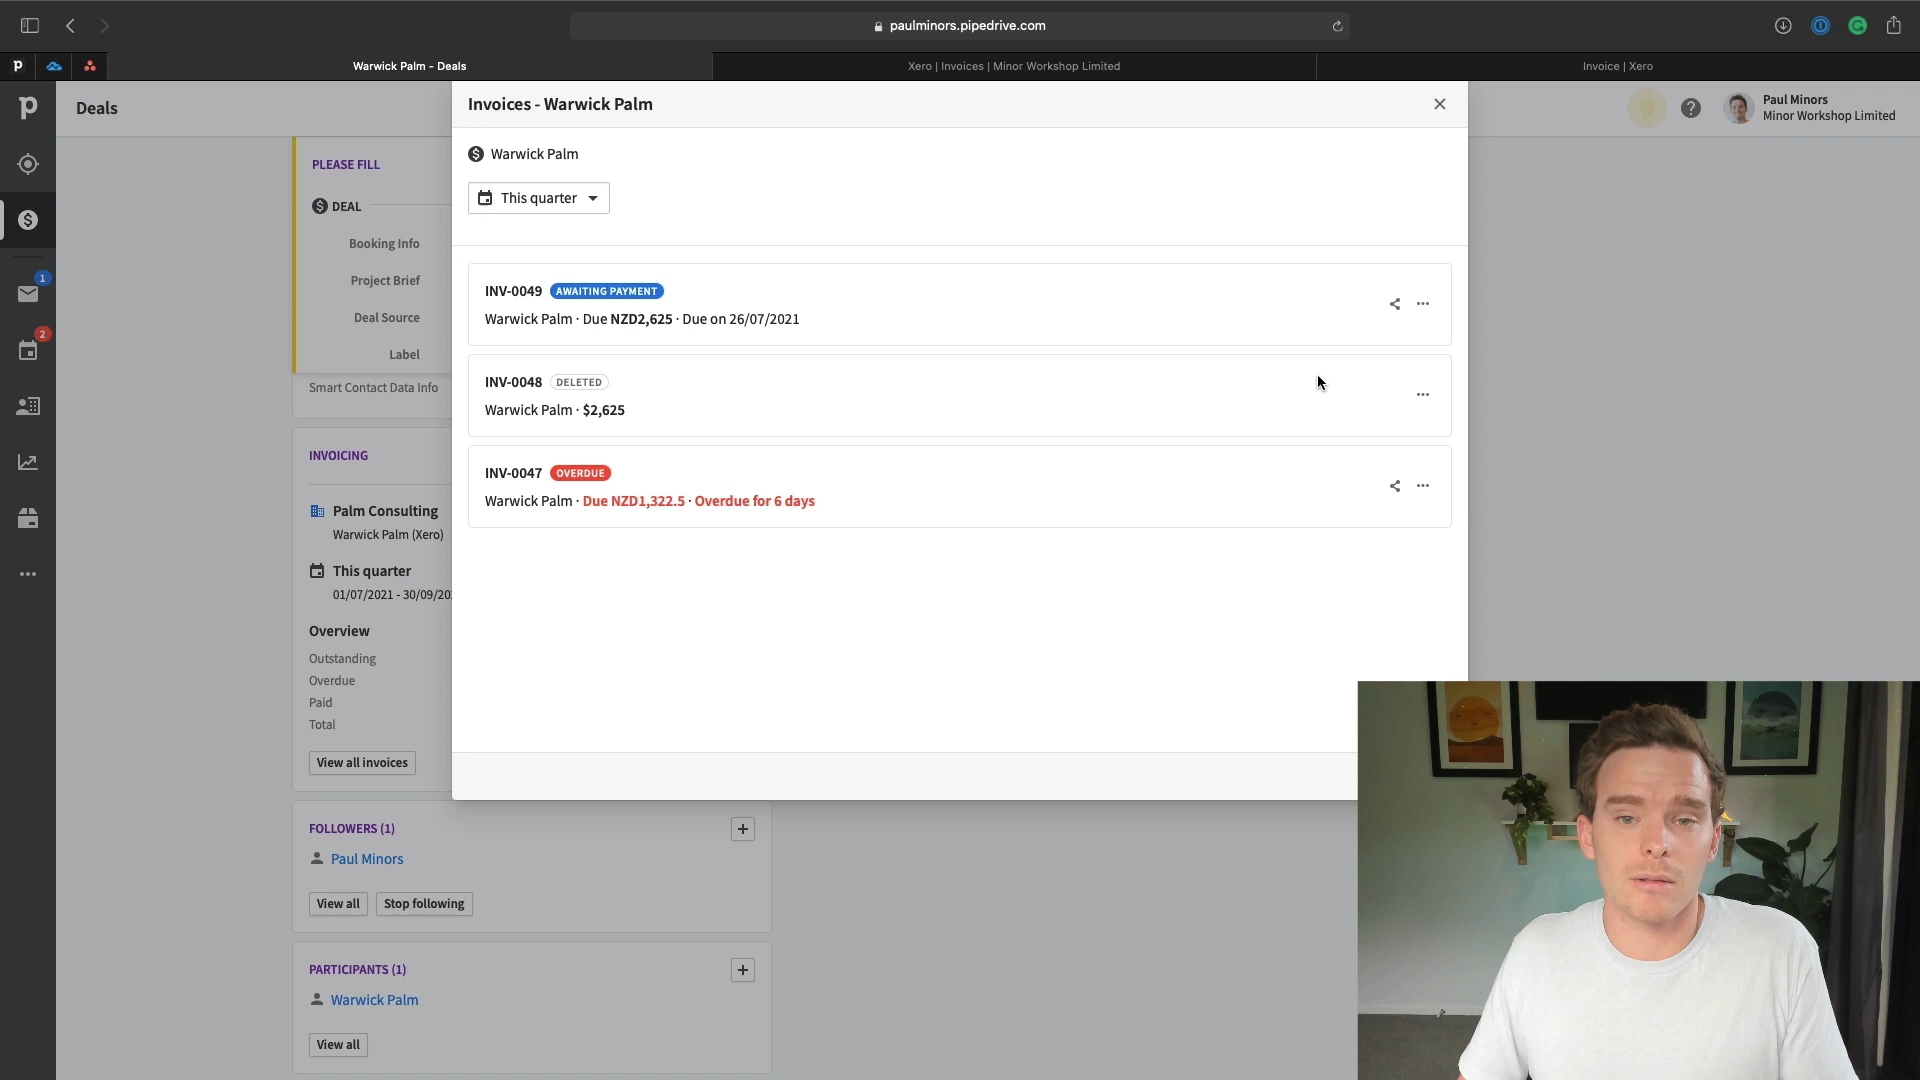 paulminors.pipedrive.com
Warwick Palm - Deals
Xero | Invoices | Minor Workshop Limited
Invoice | Xero
Deals
Invoices - Warwick Palm
Paul Minors
Minor Workshop Limited
Warwick Palm
This quarter
PLEASE FILL
DEAL
Booking Info
Project Brief
Deal Source
Label
Smart Contact Data Info
INV-0049 AWAITING PAYMENT
Warwick Palm · Due NZD2,625 · Due on 26/07/2021
INV-0048 DELETED
Warwick Palm · $2,625
INV-0047 OVERDUE
Warwick Palm · Due NZD1,322.5 · Overdue for 6 days
1
2
INVOICING
Palm Consulting
Warwick Palm (Xero)
This quarter
01/07/2021 - 30/09/20
Overview
Outstanding
Overdue
Paid
Total
View all invoices
FOLLOWERS (1)
Paul Minors
View all
Stop following
PARTICIPANTS (1)
Warwick Palm
View all